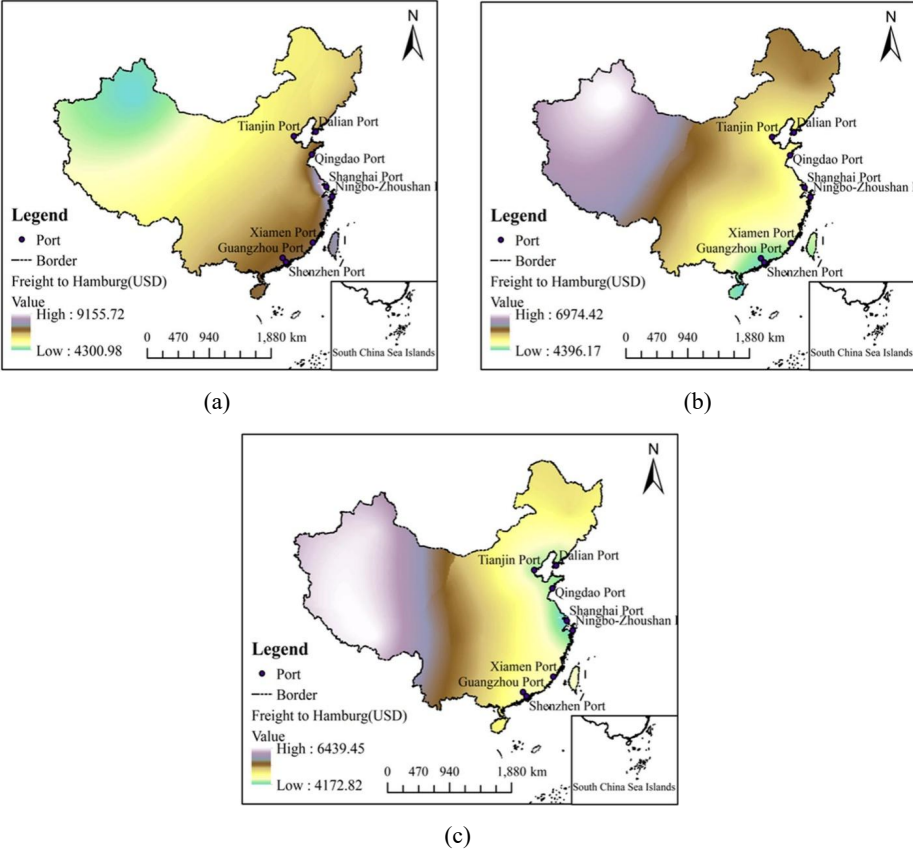 N
Tianjin Port
Dalian Port
Qingdao Port
Shanghai Port
Ningbo-Zhoushan
Xiamen Port
Guangzhou Port
Shenzhen Port
Legend
Port
Border
Freight to Hamburg(USD)
Value
High : 9155.72
Low : 4300.98
0 470 940 1,880 km
South China Sea Islands
(a)
N
Tianjin Port
Dalian Port
Qingdao Port
Shanghai Port
Ningbo-Zhoushan
Xiamen Port
Guangzhou Port
Shenzhen Port
Legend
Port
Border
Freight to Hamburg(USD)
Value
High : 6974.42
Low : 4396.17
0 470 940 1,880 km
South China Sea Islands
(b)
N
Tianjin Port
Dalian Port
Qingdao Port
Shanghai Port
Ningbo-Zhoushan
Xiamen Port
Guangzhou Port
Shenzhen Port
Legend
Port
Border
Freight to Hamburg(USD)
Value
High : 6439.45
Low : 4172.82
0 470 940 1,880 km
South China Sea Islands
(c)